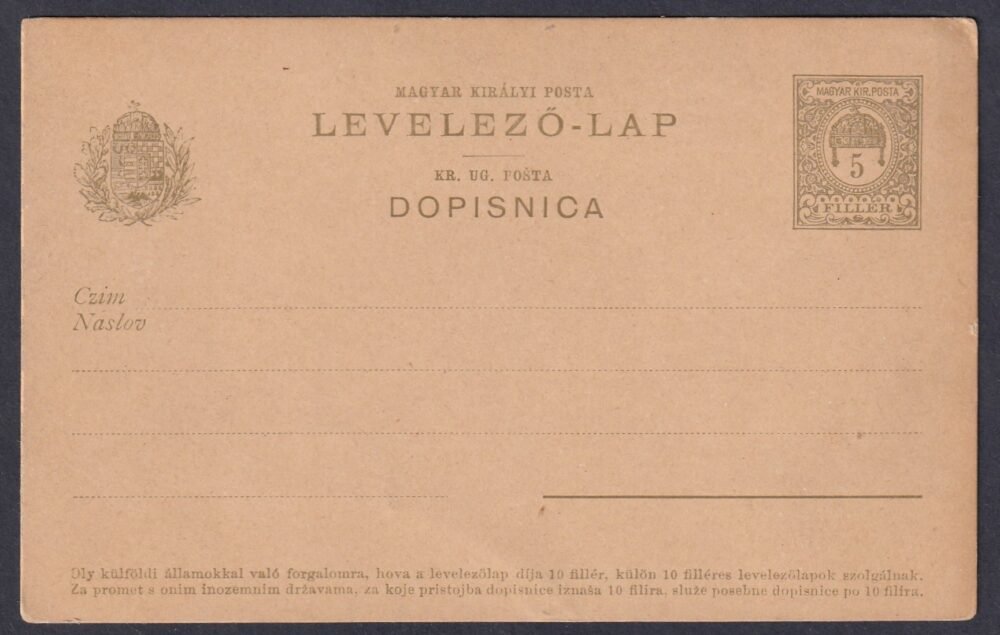 MAGYAR KIRÁLYI POSTA
LEVELEZŐ-LAP
KR. UG. POŠTA
DOPISNICA
MAGYAR KIR. POSTA
5
FILLÉR
Czim
Naslov
Oly külföldi államokkal való forgalomra, hova a levelezőlap díja 10 fillér, külön 10 filléres levelezőlapok szolgálnak.
Za promet s onim inozemnim državama, za koje pristojba dopisnice iznaša 10 filira, služe posebne dopisnice po 10 filira.